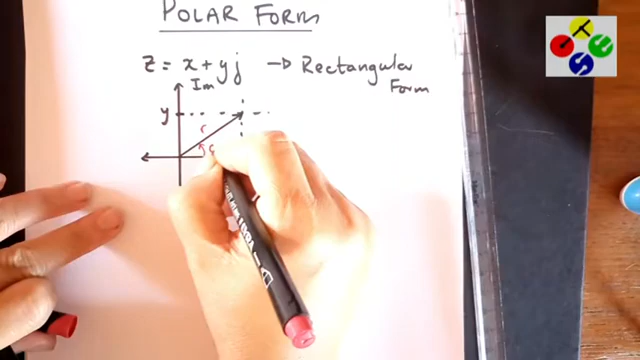 POLAR FORM
z = x + yj → Rectangular
Form
Im
y
r